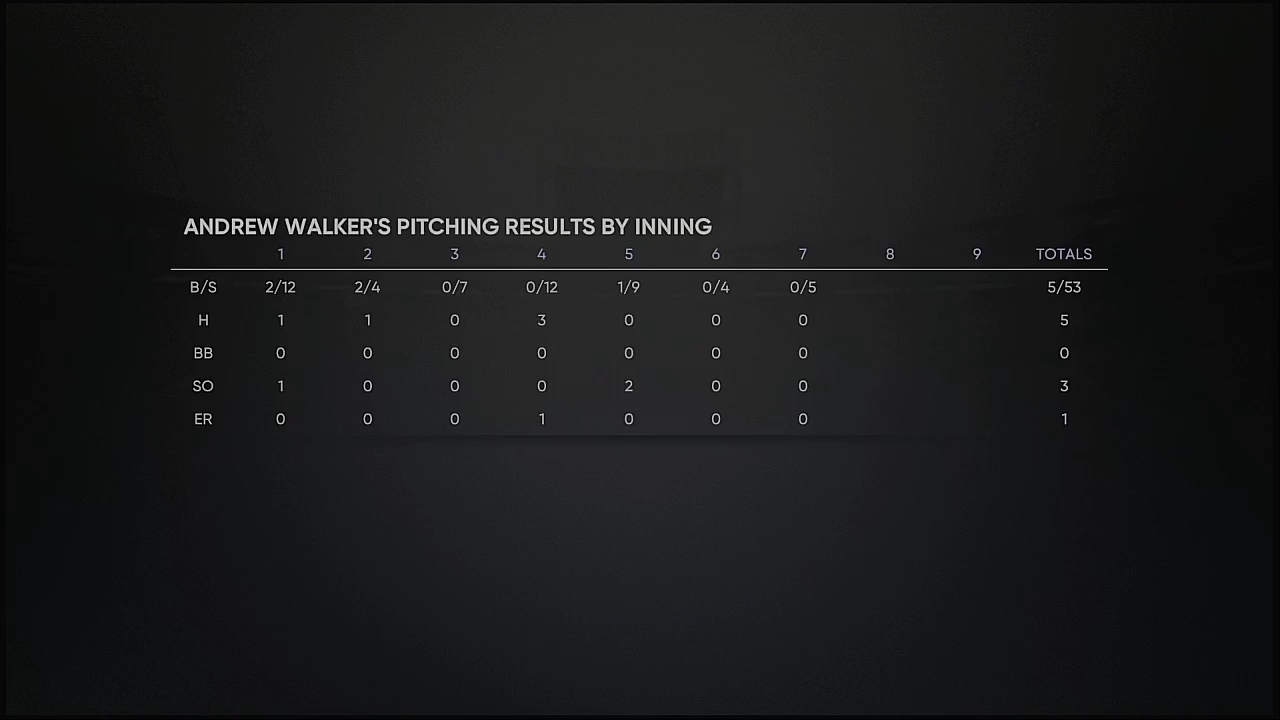 ANDREW WALKER'S PITCHING RESULTS BY INNING
1 2 3 4 5 6 7 8 9 TOTALS
B/S 2/12 2/4 0/7 0/12 1/9 0/4 0/5 5/53
H 1 1 0 3 0 0 0 5
BB 0 0 0 0 0 0 0 0
SO 1 0 0 0 2 0 0 3
ER 0 0 0 1 0 0 0 1